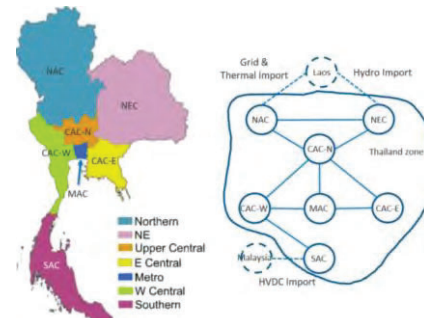 NAC
NEC
CAC-N
CAC-W
CAC-E
MAC
SAC
Northern
NE
Upper Central
E Central
Metro
W Central
Southern
Grid &
Thermal Import
Laos
Hydro Import
NAC
NEC
CAC-N
Thailand zone
CAC-W
MAC
CAC-E
Malaysia
SAC
HVDC Import